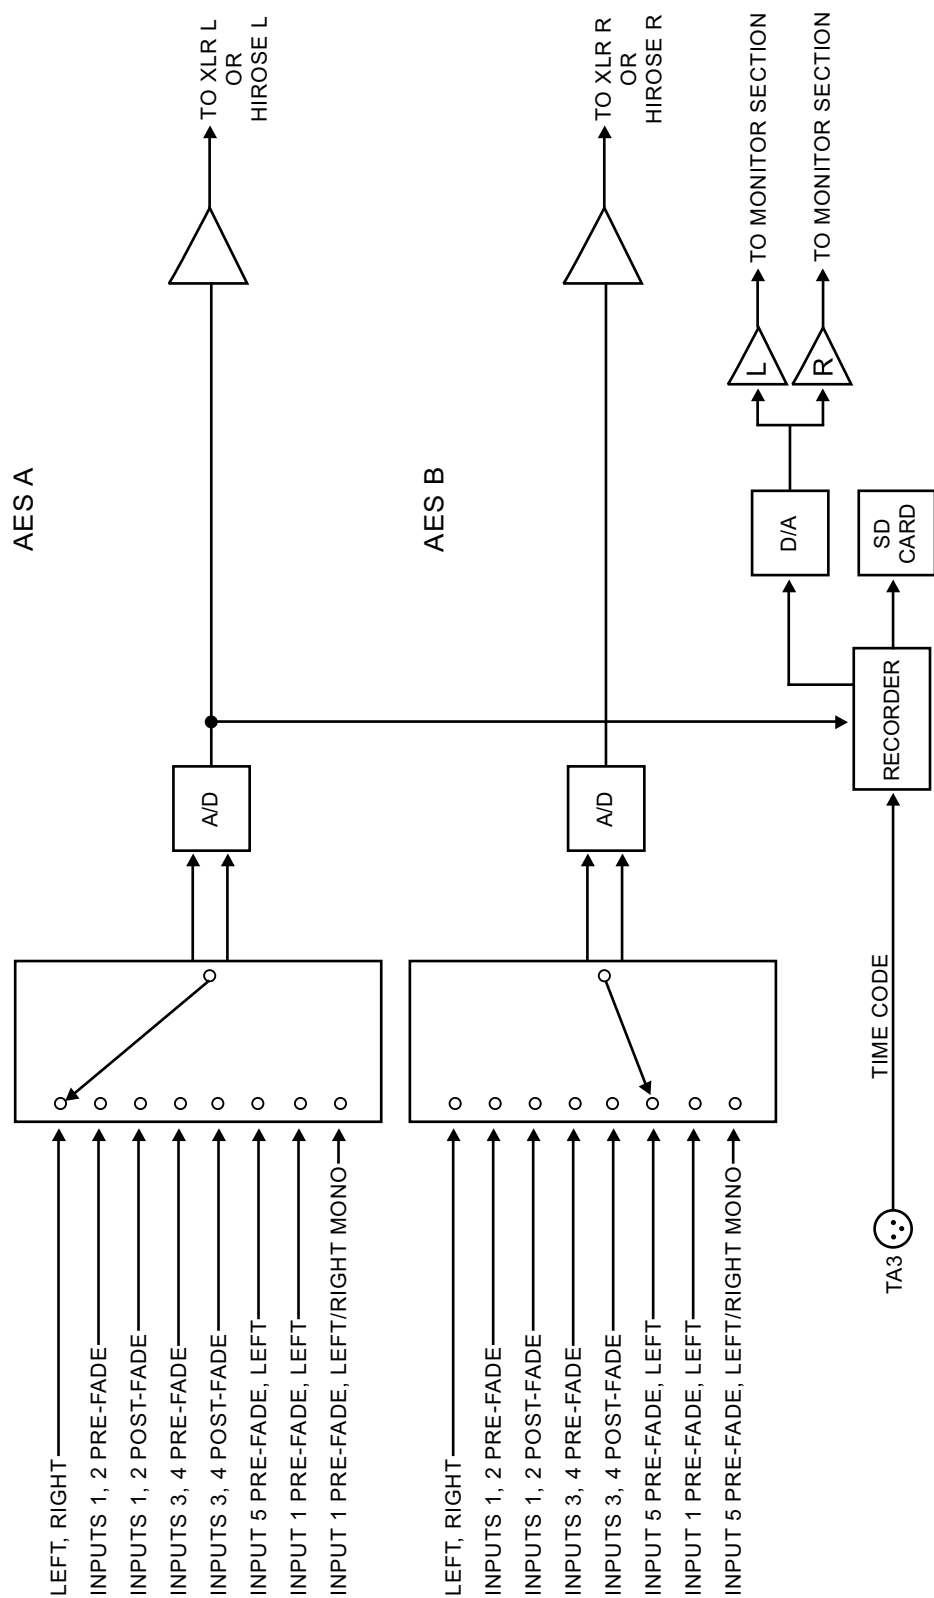 AES A
LEFT, RIGHT
INPUTS 1, 2 PRE-FADE
INPUTS 1, 2 POST-FADE
INPUTS 3, 4 PRE-FADE
INPUTS 3, 4 POST-FADE
INPUT 5 PRE-FADE, LEFT
INPUT 1 PRE-FADE, LEFT
INPUT 1 PRE-FADE, LEFT/RIGHT MONO
A/D
TO XLR L
OR
HIROSE L
AES B
LEFT, RIGHT
INPUTS 1, 2 PRE-FADE
INPUTS 1, 2 POST-FADE
INPUTS 3, 4 PRE-FADE
INPUTS 3, 4 POST-FADE
INPUT 5 PRE-FADE, LEFT
INPUT 1 PRE-FADE, LEFT
INPUT 5 PRE-FADE, LEFT/RIGHT MONO
A/D
TO XLR R
OR
HIROSE R
D/A
L
TO MONITOR SECTION
R
TO MONITOR SECTION
TA3
TIME CODE
RECORDER
SD
CARD